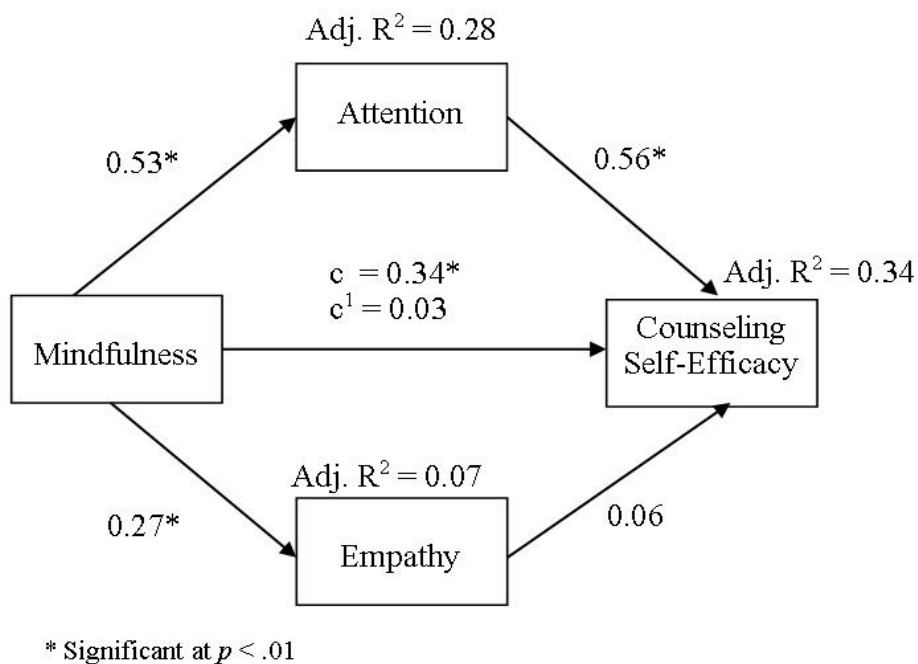 Adj. R² = 0.28
Attention
0.53*
0.56*
c = 0.34*
c¹ = 0.03
Adj. R² = 0.34
Mindfulness
Counseling
Self-Efficacy
Adj. R² = 0.07
0.27*
Empathy
0.06
* Significant at p < .01